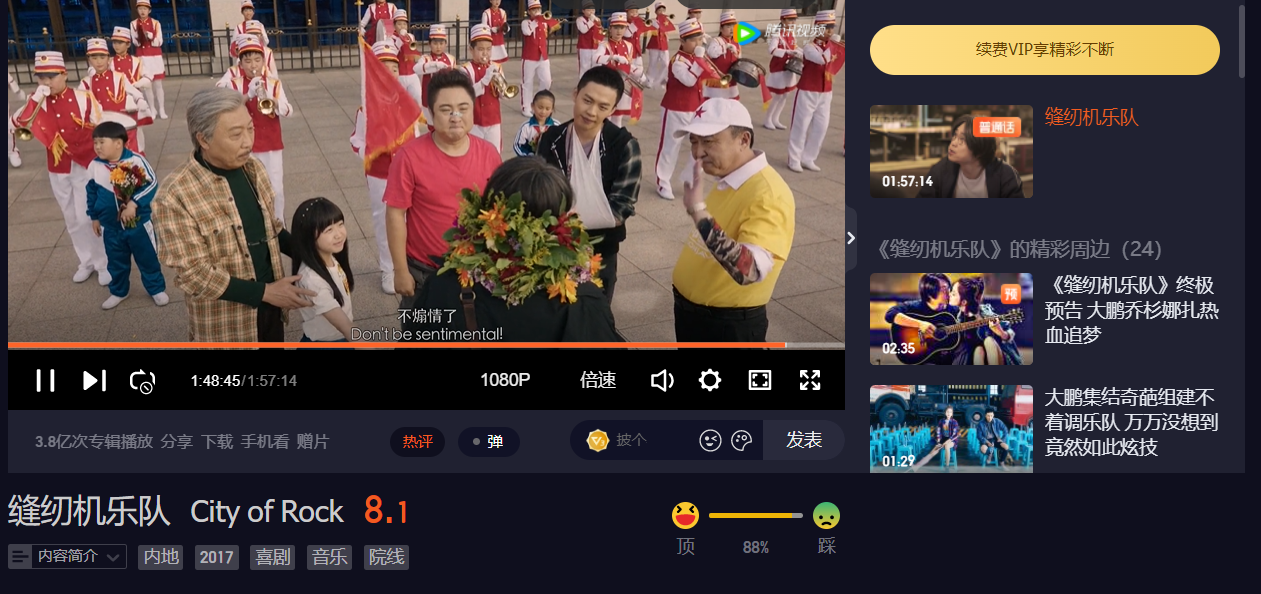 腾讯视频
不煽情了
Don't be sentimental!
1:48:45/1:57:14
1080P
倍速
3.8亿次专辑播放 分享 下载 手机看 赠片
热评
弹
披个
发表
续费VIP享精彩不断
普通话
01:57:14
缝纫机乐队
《缝纫机乐队》的精彩周边（24）
预
02:35
《缝纫机乐队》终极
预告 大鹏乔杉娜扎热
血追梦
01:29
大鹏集结奇葩组建不
着调乐队 万万没想到
竟然如此炫技
缝纫机乐队 City of Rock 8.1
内容简介 内地 2017 喜剧 音乐 院线
顶 88% 踩